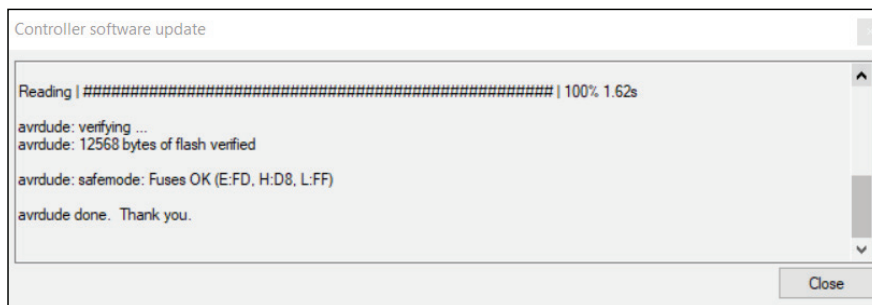 Controller software update
Reading | ################################################## | 100% 1.62s
avrdude: verifying ...
avrdude: 12568 bytes of flash verified
avrdude: safemode: Fuses OK (E:FD, H:D8, L:FF)
avrdude done.  Thank you.
Close